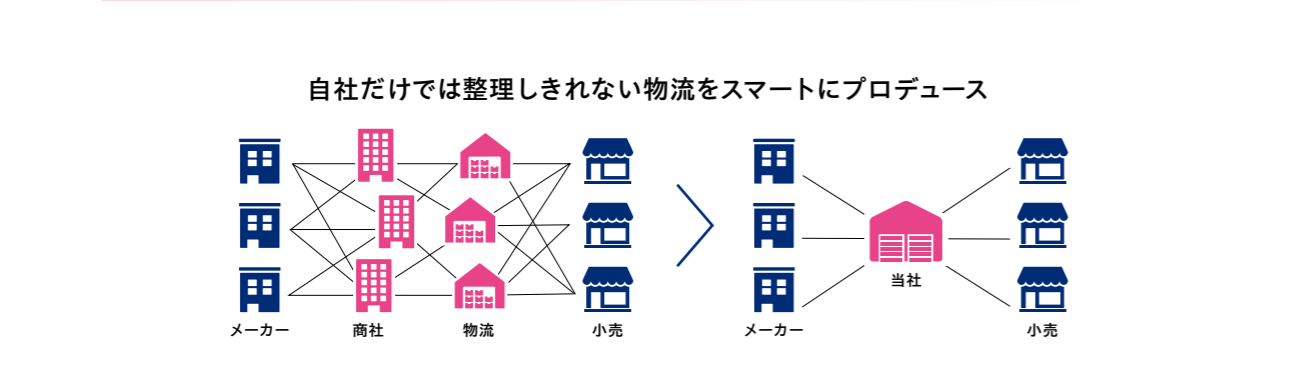 自社だけでは整理しきれない物流をスマートにプロデュース
当社
メーカー 商社 物流 小売 メーカー 小売